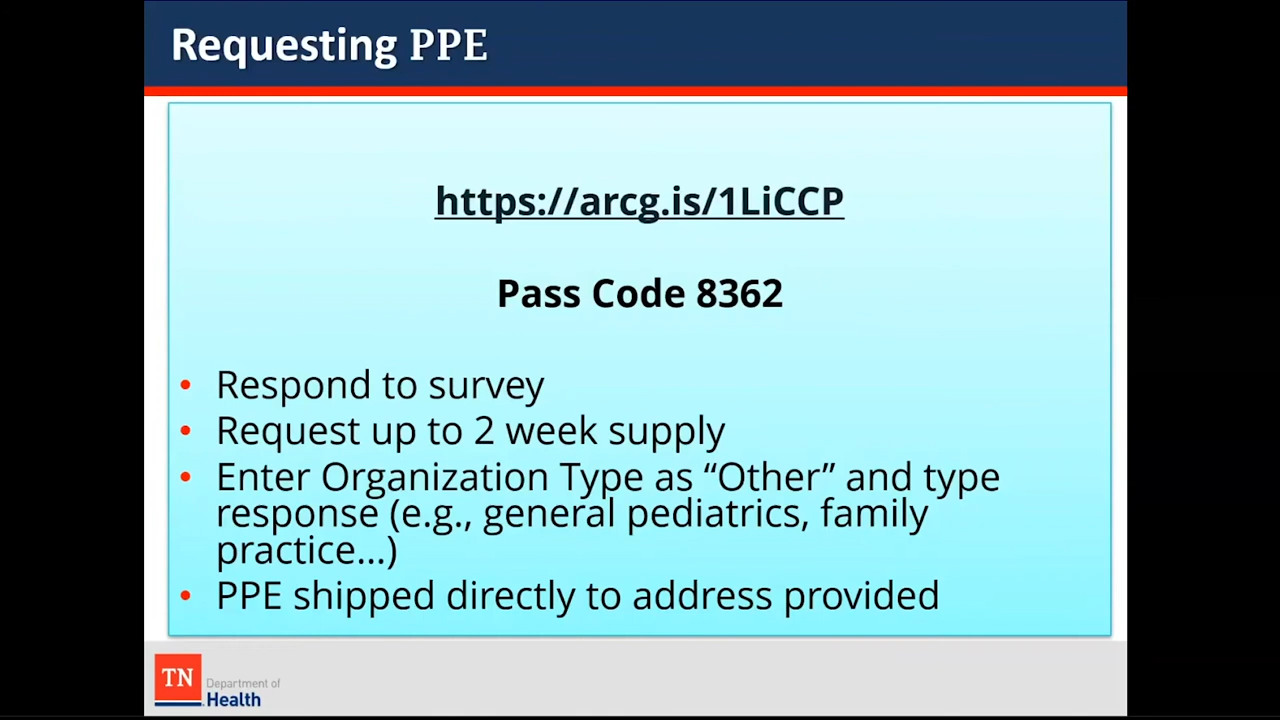 Requesting PPE
https://arcg.is/1LiCCP
Pass Code 8362
• Respond to survey
• Request up to 2 week supply
• Enter Organization Type as “Other” and type
response (e.g., general pediatrics, family
practice...)
• PPE shipped directly to address provided
TN
Department of
Health